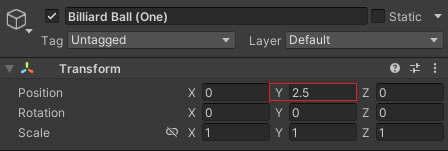 Billiard Ball (One) Static
Tag Untagged Layer Default
Transform
Position X 0 Y 2.5 Z 0
Rotation X 0 Y 0 Z 0
Scale X 1 Y 1 Z 1